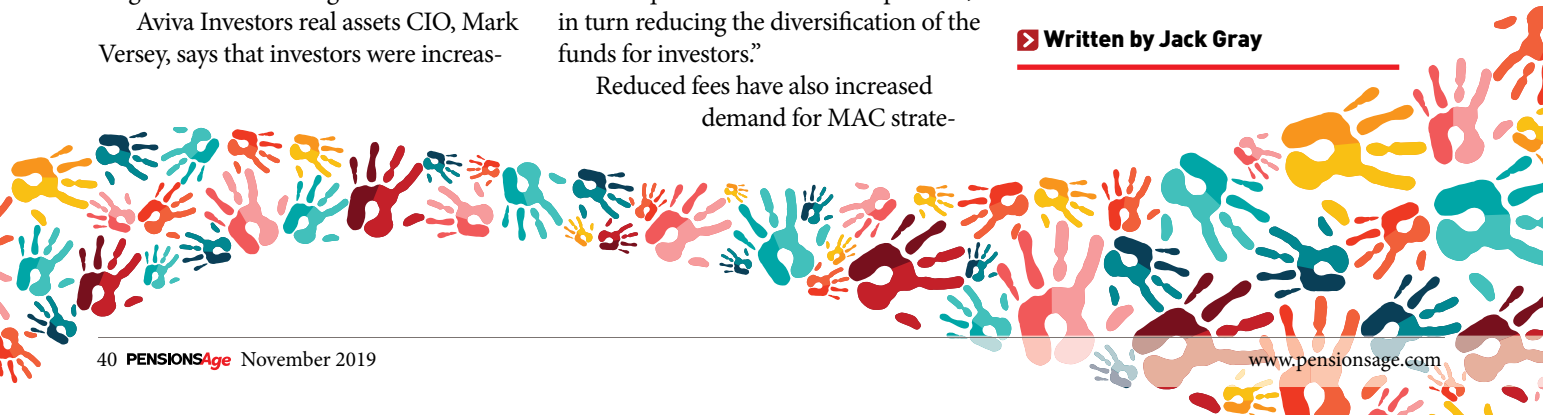 Aviva Investors real assets CIO, Mark
Versey, says that investors were increas-
in turn reducing the diversification of the
funds for investors.”
Reduced fees have also increased
demand for MAC strate-
Written by Jack Gray
40 PENSIONSAge November 2019
www.pensionsage.com